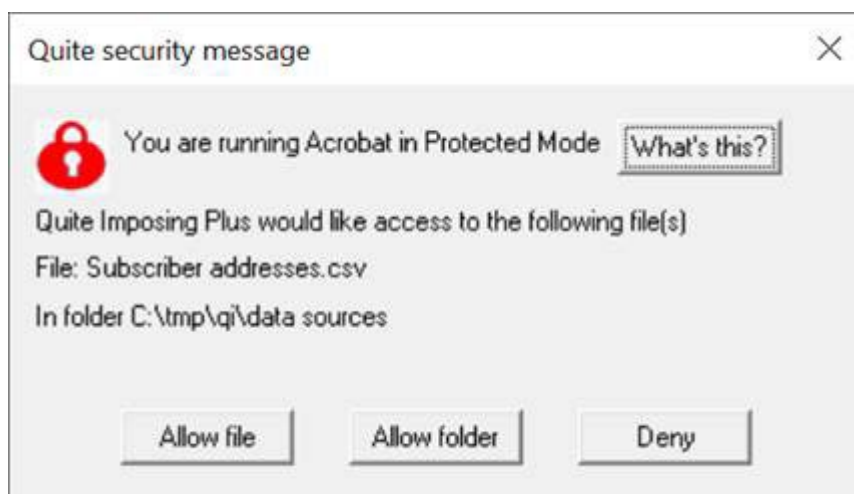 Quite security message
You are running Acrobat in Protected Mode
What's this?
Quite Imposing Plus would like access to the following file(s)
File: Subscriber addresses.csv
In folder C:\tmp\qi\data sources
Allow file
Allow folder
Deny